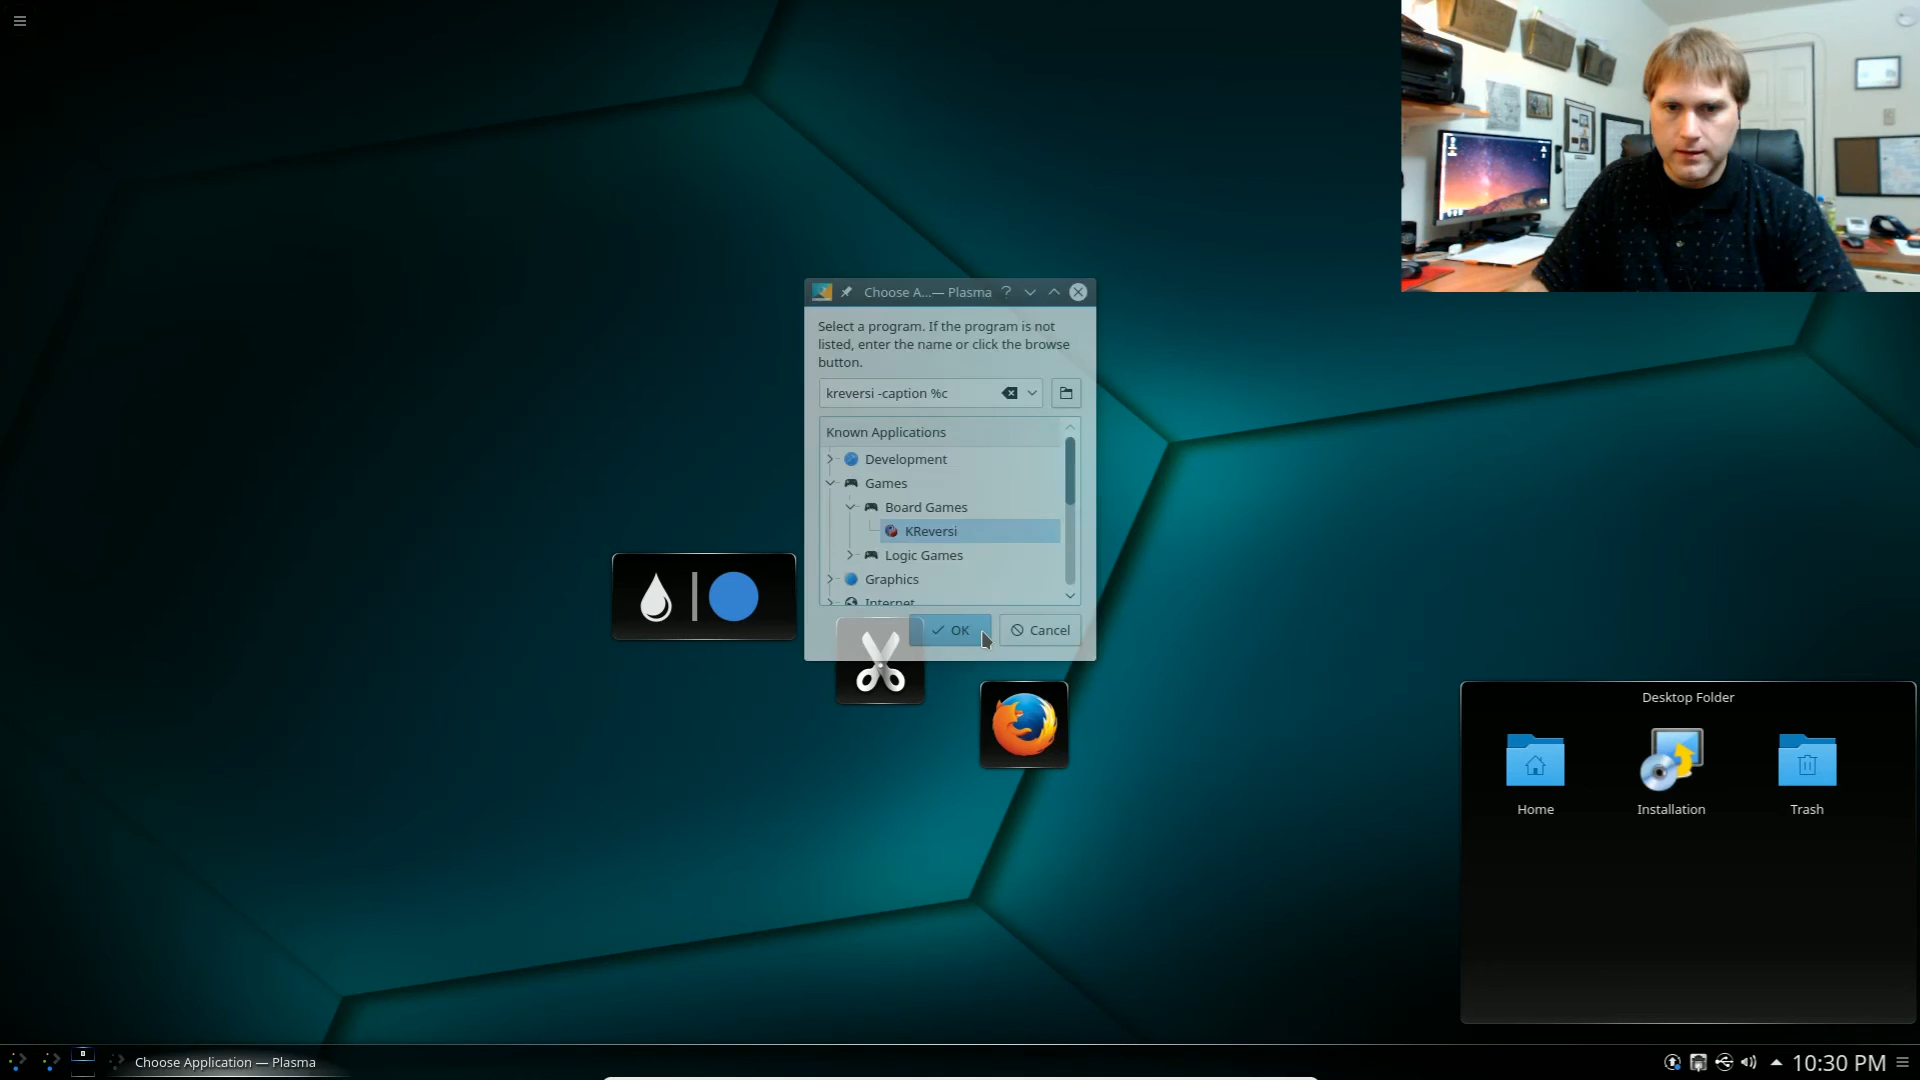 Choose A...— Plasma
Select a program. If the program is not
listed, enter the name or click the browse
button.
kreversi -caption %c
Known Applications
Development
Games
Board Games
KReversi
Logic Games
Graphics
Internet
OK
Cancel
Desktop Folder
Home
Installation
Trash
Choose Application — Plasma
10:30 PM